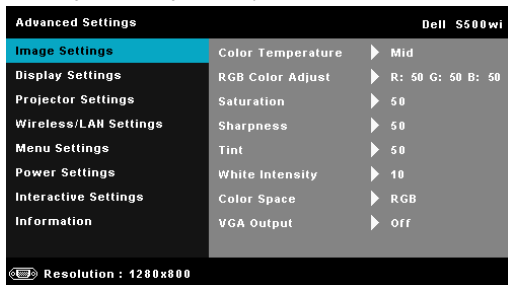 Advanced Settings Dell S500wi
Image Settings Color Temperature Mid
Display Settings RGB Color Adjust R: 50 G: 50 B: 50
Projector Settings Saturation 50
Wireless/LAN Settings Sharpness 50
Menu Settings Tint 50
Power Settings White Intensity 10
Interactive Settings Color Space RGB
Information VGA Output Off
Resolution : 1280x800